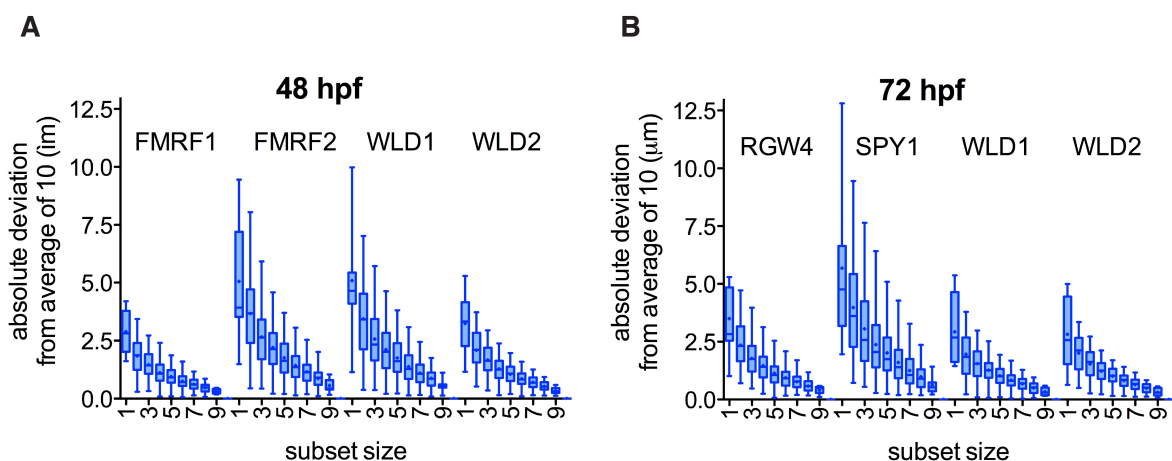 A
48 hpf
absolute deviation
from average of 10 (im)
12.5
10.0
7.5
5.0
2.5
0.0
FMRF1
FMRF2
WLD1
WLD2
1 3 5 7 9 1 3 5 7 9 1 3 5 7 9 1 3 5 7 9
subset size
B
72 hpf
absolute deviation
from average of 10 (μm)
12.5
10.0
7.5
5.0
2.5
0.0
RGW4
SPY1
WLD1
WLD2
1 3 5 7 9 1 3 5 7 9 1 3 5 7 9 1 3 5 7 9
subset size